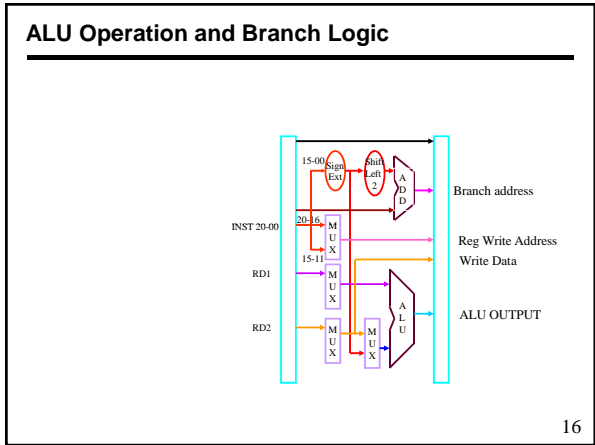 ALU Operation and Branch Logic
15-00
Sign
Ext
Shift
Left
2
A
D
D
Branch address
INST 20-00
20-16
M
U
X
15-11
Reg Write Address
Write Data
RD1
M
U
X
A
L
U
ALU OUTPUT
RD2
M
U
X
M
U
X
16